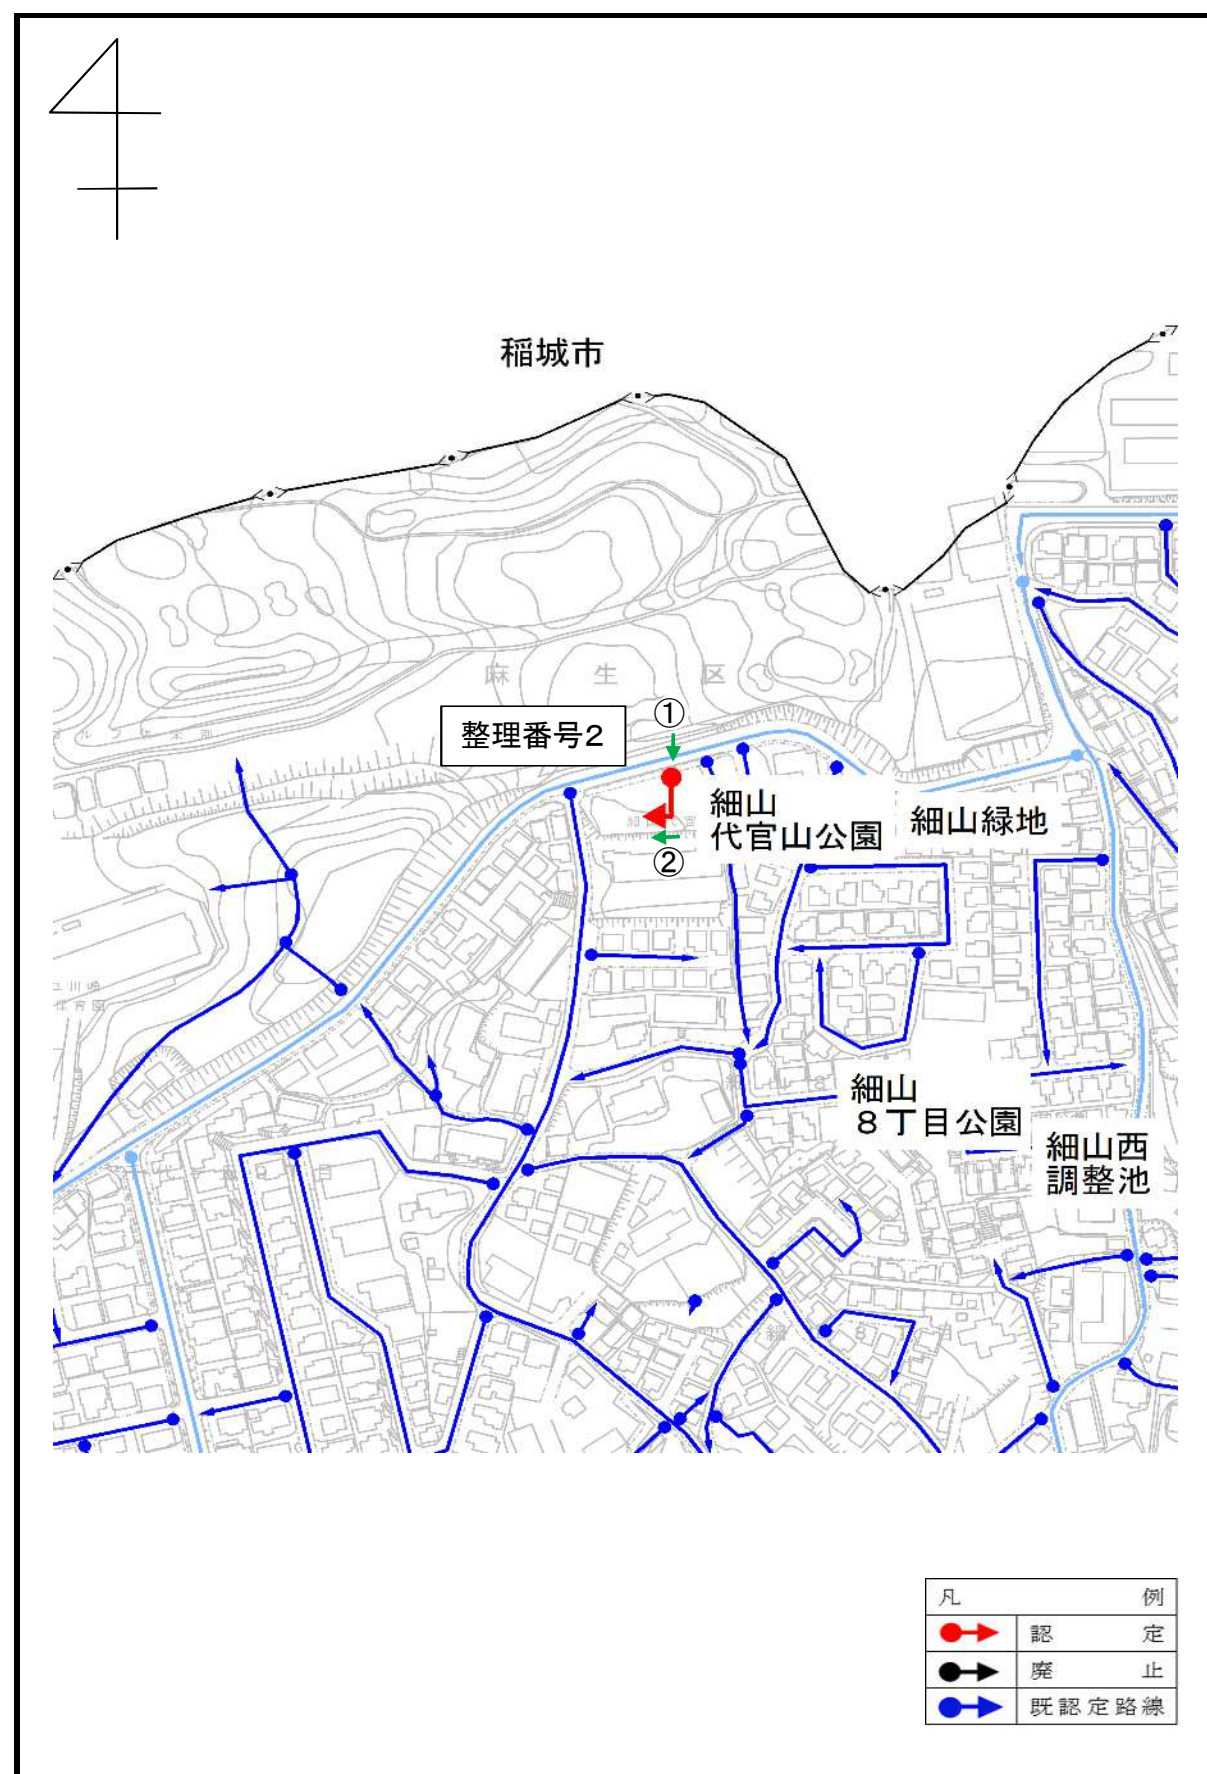 稲城市
麻生区
①
整理番号2
細山
代官山公園
細山緑地
②
細山
８丁目公園
細山西
調整池
凡例
認定
廃止
既認定路線